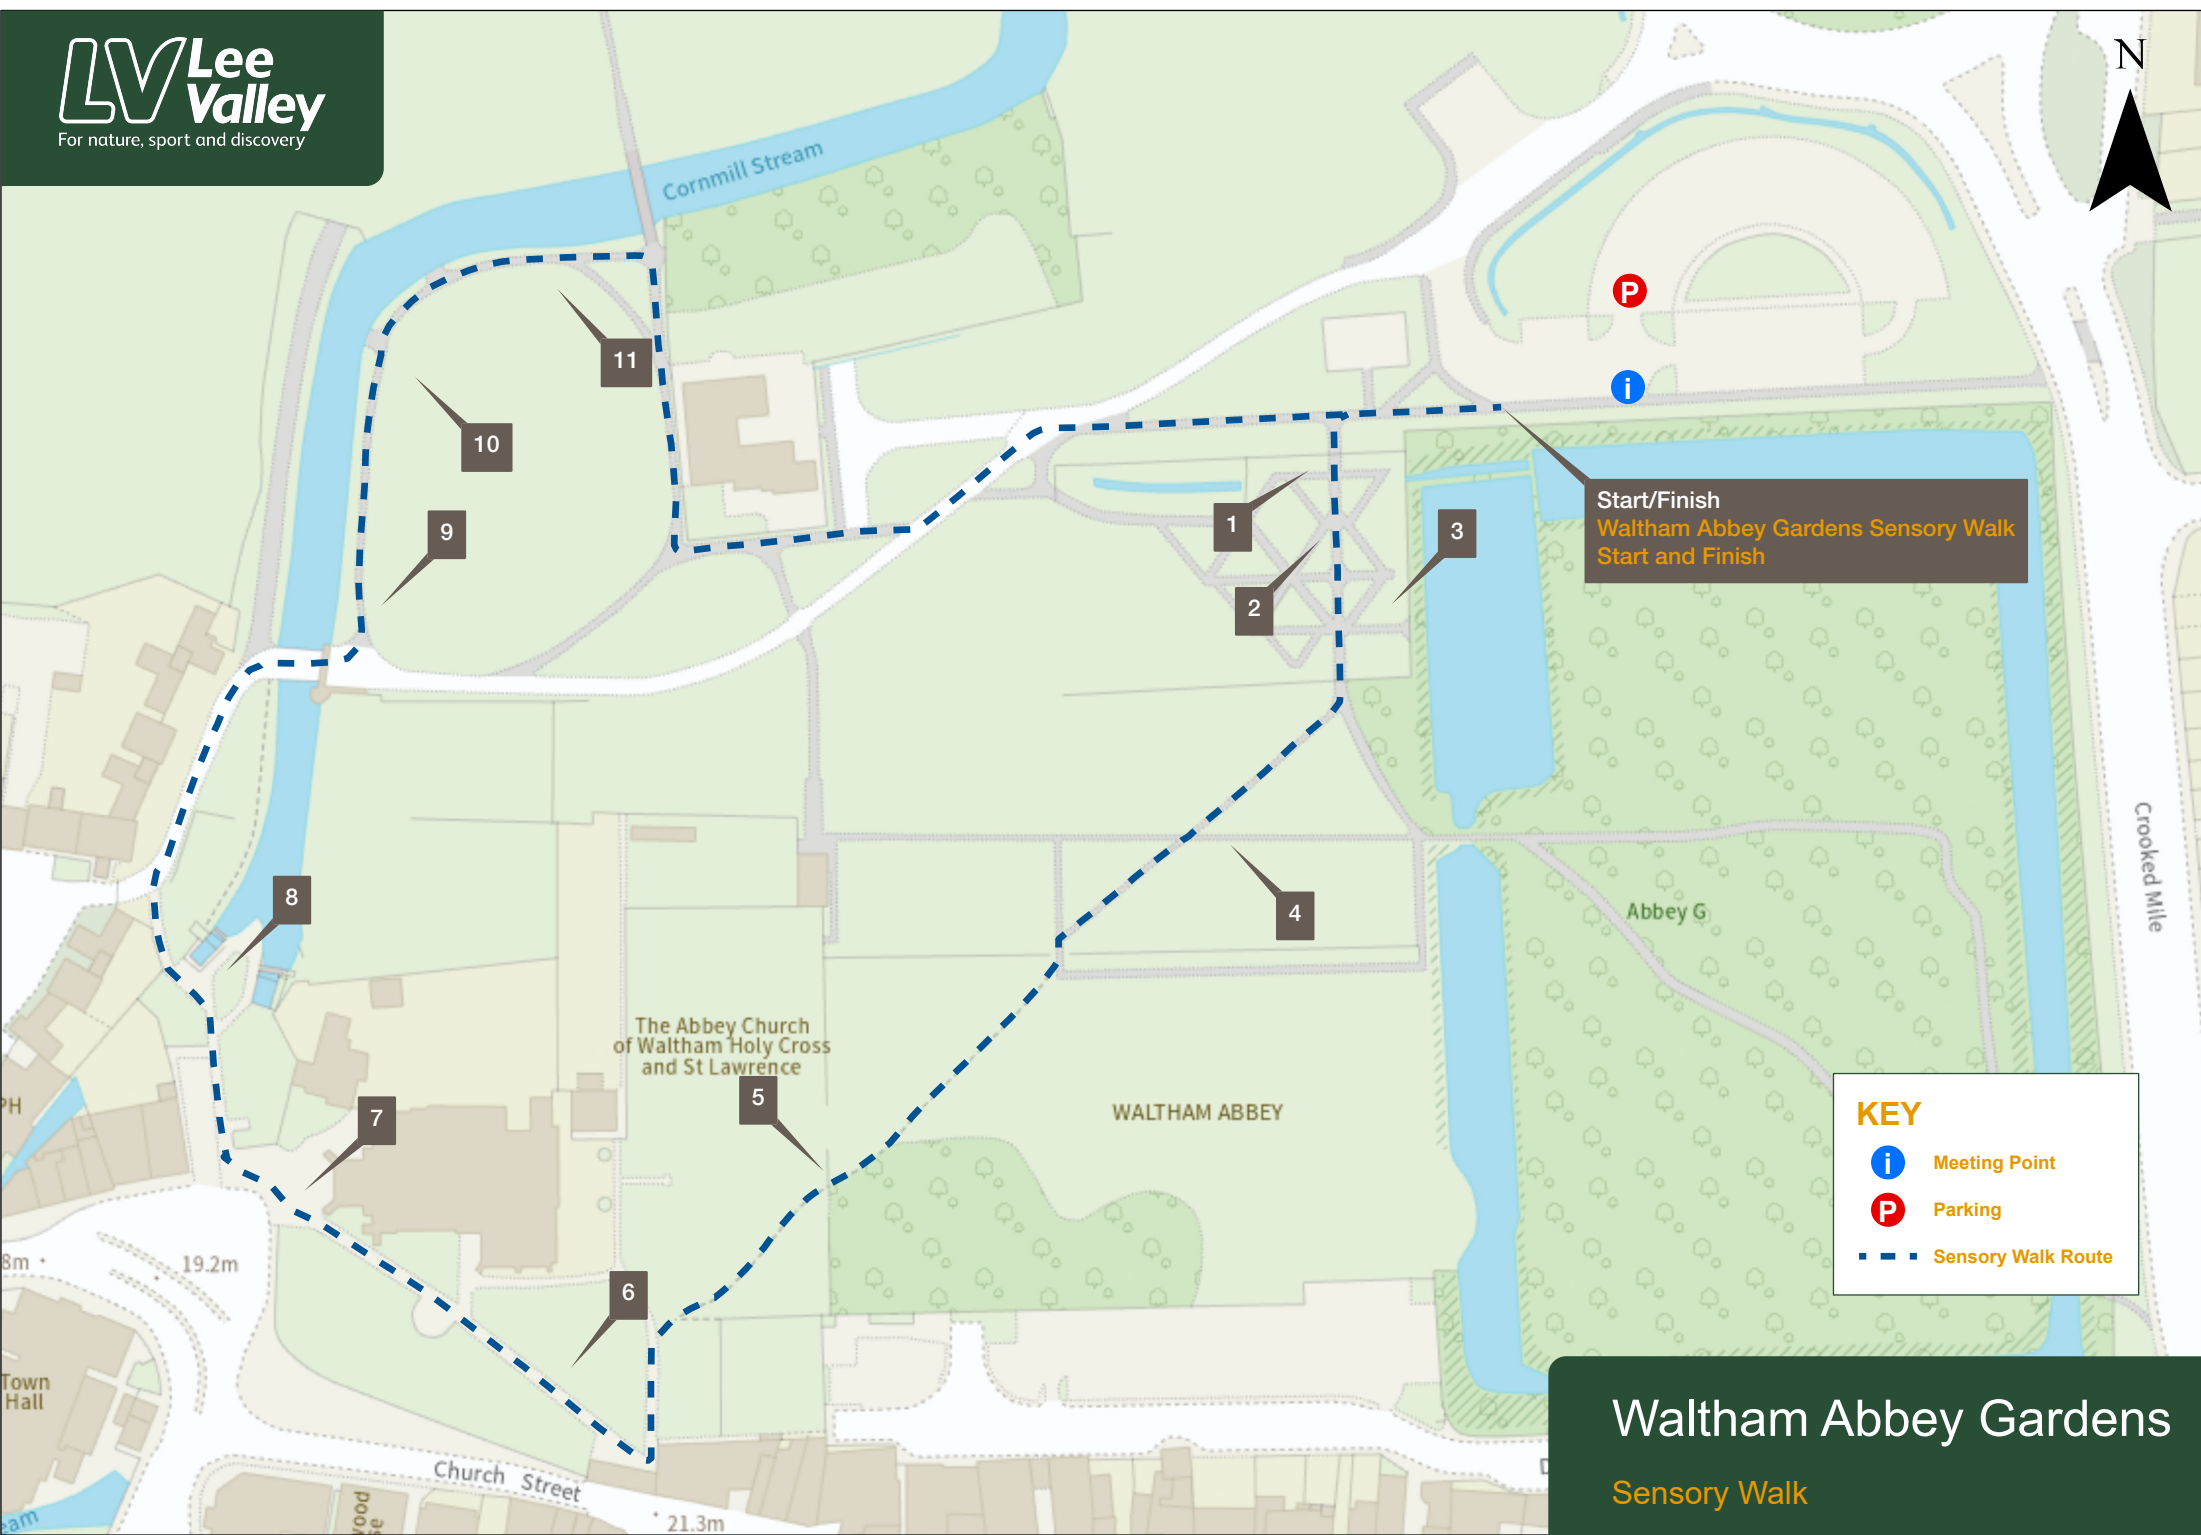 Lee
Valley
For nature, sport and discovery
N
Cornmill Stream
P
i
11
10
9
1
2
3
Start/Finish
Waltham Abbey Gardens Sensory Walk
Start and Finish
Crooked Mile
8
4
Abbey G
The Abbey Church
of Waltham Holy Cross
and St Lawrence
5
WALTHAM ABBEY
PH
7
KEY
i Meeting Point
P Parking
Sensory Walk Route
8m
19.2m
6
Town
Hall
Church Street
21.3m
Waltham Abbey Gardens
Sensory Walk